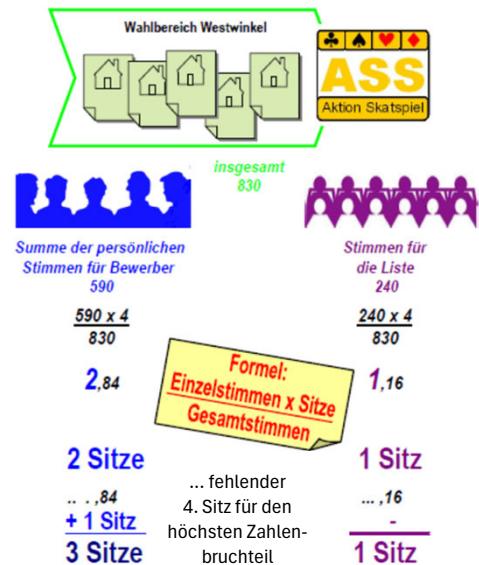 Wahlbereich Westwinkel
ASS
Aktion Skatspiel
insgesamt
830
Summe der persönlichen
Stimmen für Bewerber
590
Stimmen für
die Liste
240
590 x 4
830
240 x 4
830
Formel:
Einzelstimmen x Sitze
Gesamtstimmen
2,84
1,16
2 Sitze
1 Sitz
.. . ,84
+ 1 Sitz
3 Sitze
... fehlender
4. Sitz für den
höchsten Zahlen-
bruchteil
... ,16
-
1 Sitz